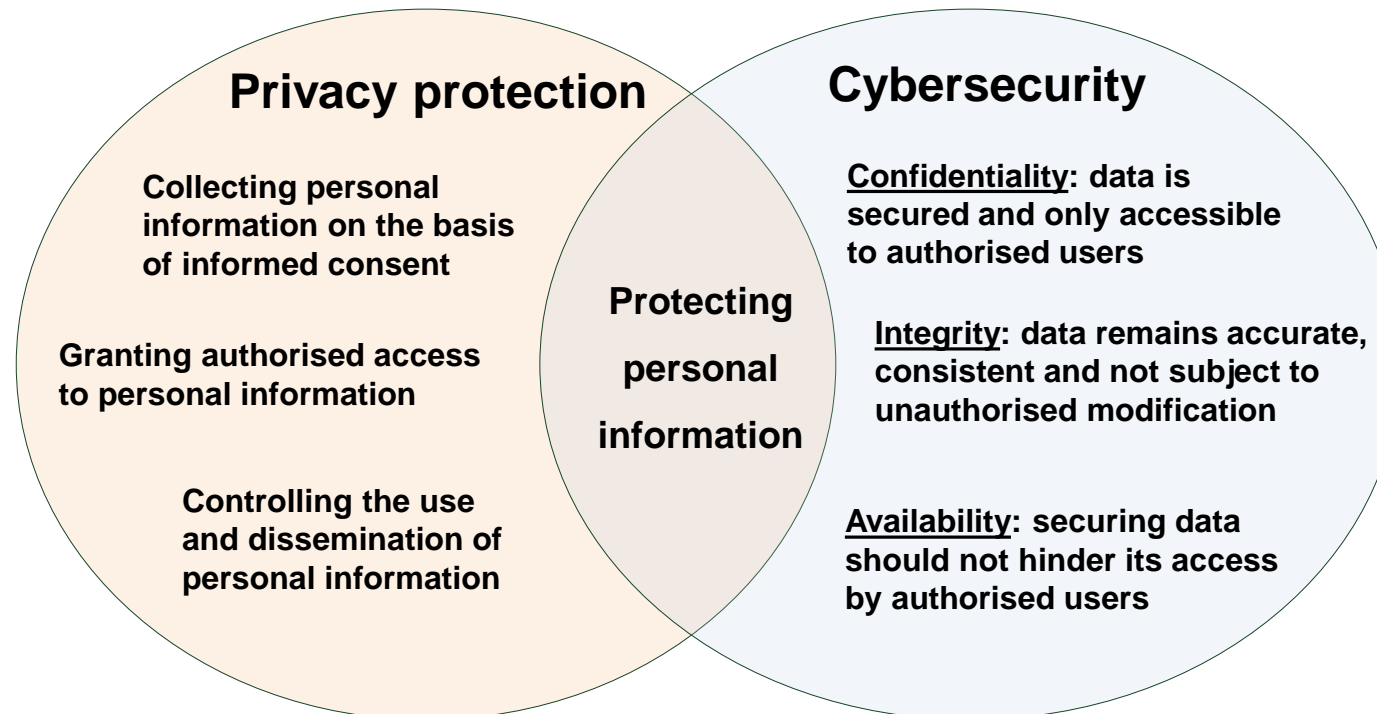 Privacy protection
Collecting personal
information on the basis
of informed consent
Granting authorised access
to personal information
Controlling the use
and dissemination of
personal information
Protecting
personal
information
Cybersecurity
Confidentiality: data is
secured and only accessible
to authorised users
Integrity: data remains accurate,
consistent and not subject to
unauthorised modification
Availability: securing data
should not hinder its access
by authorised users